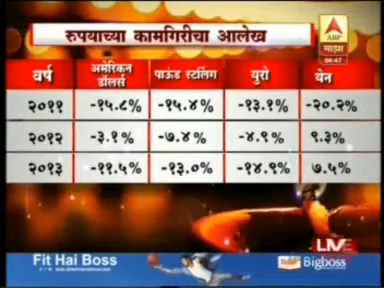 रुपयाच्या कामगिरीचा आलेख
ABP
माझा
04:47
वर्ष अमेरिकन डॉलर्स पाऊंड स्टर्लिंग युरो येन
२०११ -१५.८% -१५.४% -१३.१% -२०.२%
२०१२ -३.१% -७.४% -४.९% ९.३%
२०१३ -११.५% -१३.०% -१४.९% ७.५%
LIVE
Fit Hai Boss
Bigboss